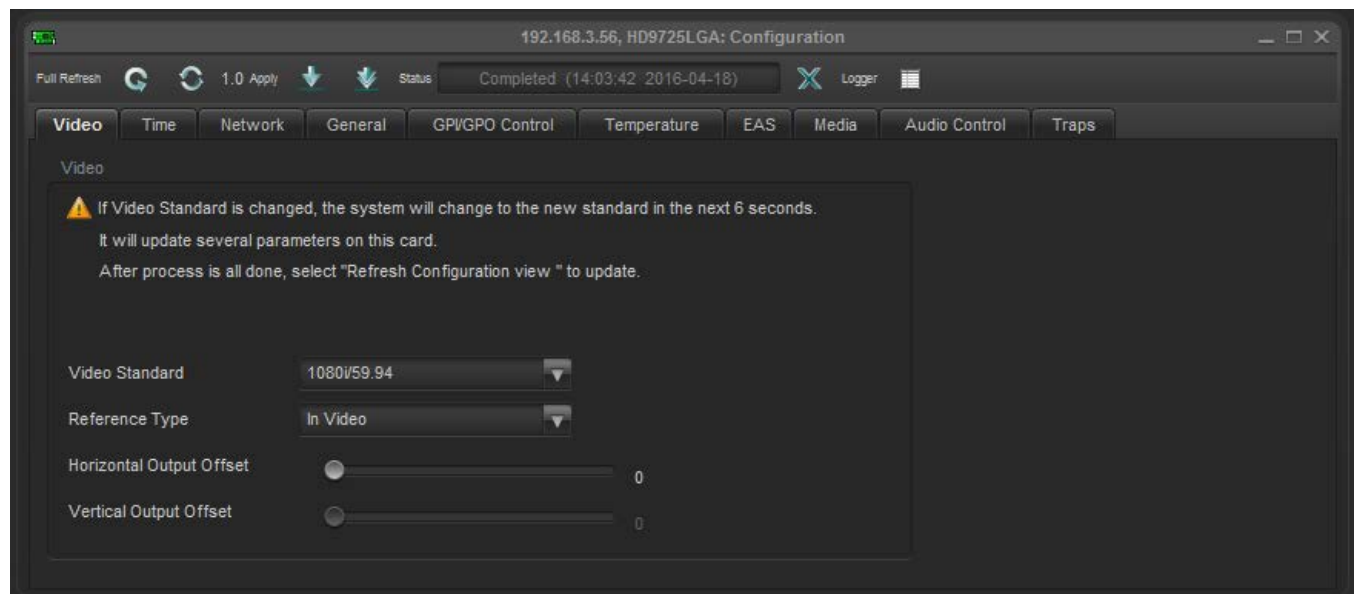 192.168.3.56, HD9725LGA: Configuration
Full Refresh 1.0 Apply Status Completed (14:03:42 2016-04-18) Logger
Video Time Network General GPI/GPO Control Temperature EAS Media Audio Control Traps
Video
If Video Standard is changed, the system will change to the new standard in the next 6 seconds.
It will update several parameters on this card.
After process is all done, select "Refresh Configuration view " to update.
Video Standard 1080i/59.94
Reference Type In Video
Horizontal Output Offset 0
Vertical Output Offset 0